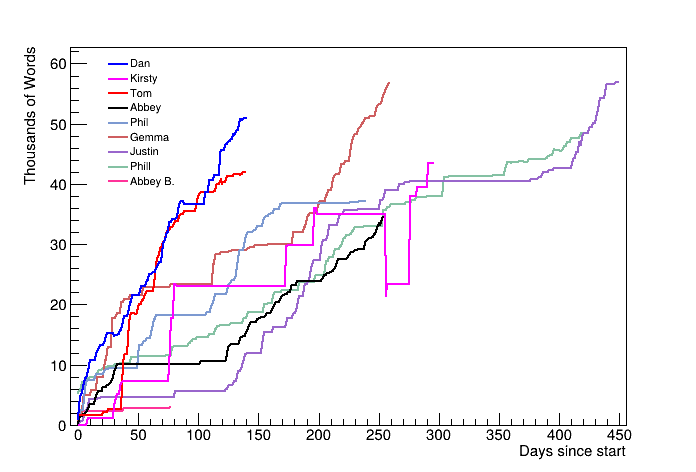 Thousands of Words
60
50
40
30
20
10
0
Dan
Kirsty
Tom
Abbey
Phil
Gemma
Justin
Phill
Abbey B.
0 50 100 150 200 250 300 350 400 450
Days since start